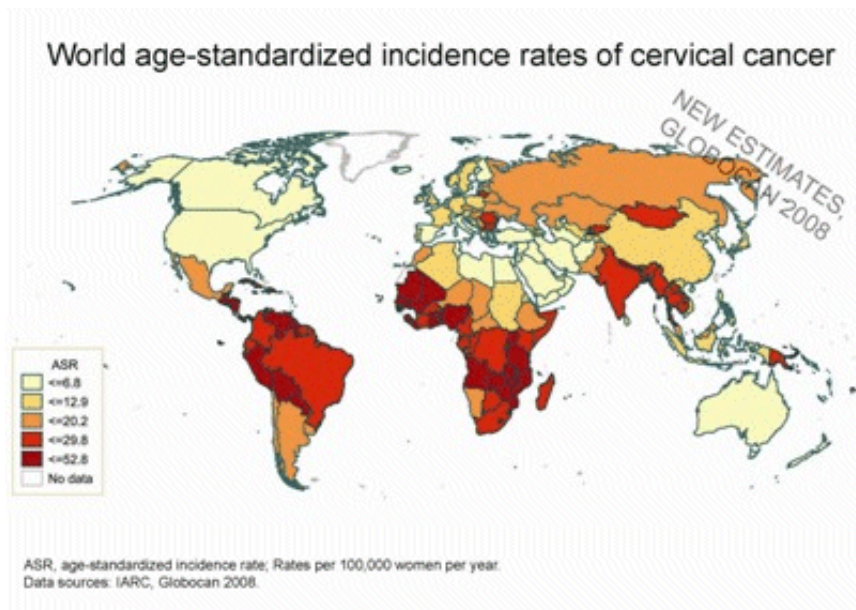 World age-standardized incidence rates of cervical cancer
NEW ESTIMATES,
GLOBOCAN 2008
ASR
<=6.8
<=12.9
<=20.2
<=29.8
<=52.8
No data
ASR, age-standardized incidence rate; Rates per 100,000 women per year.
Data sources: IARC, Globocan 2008.